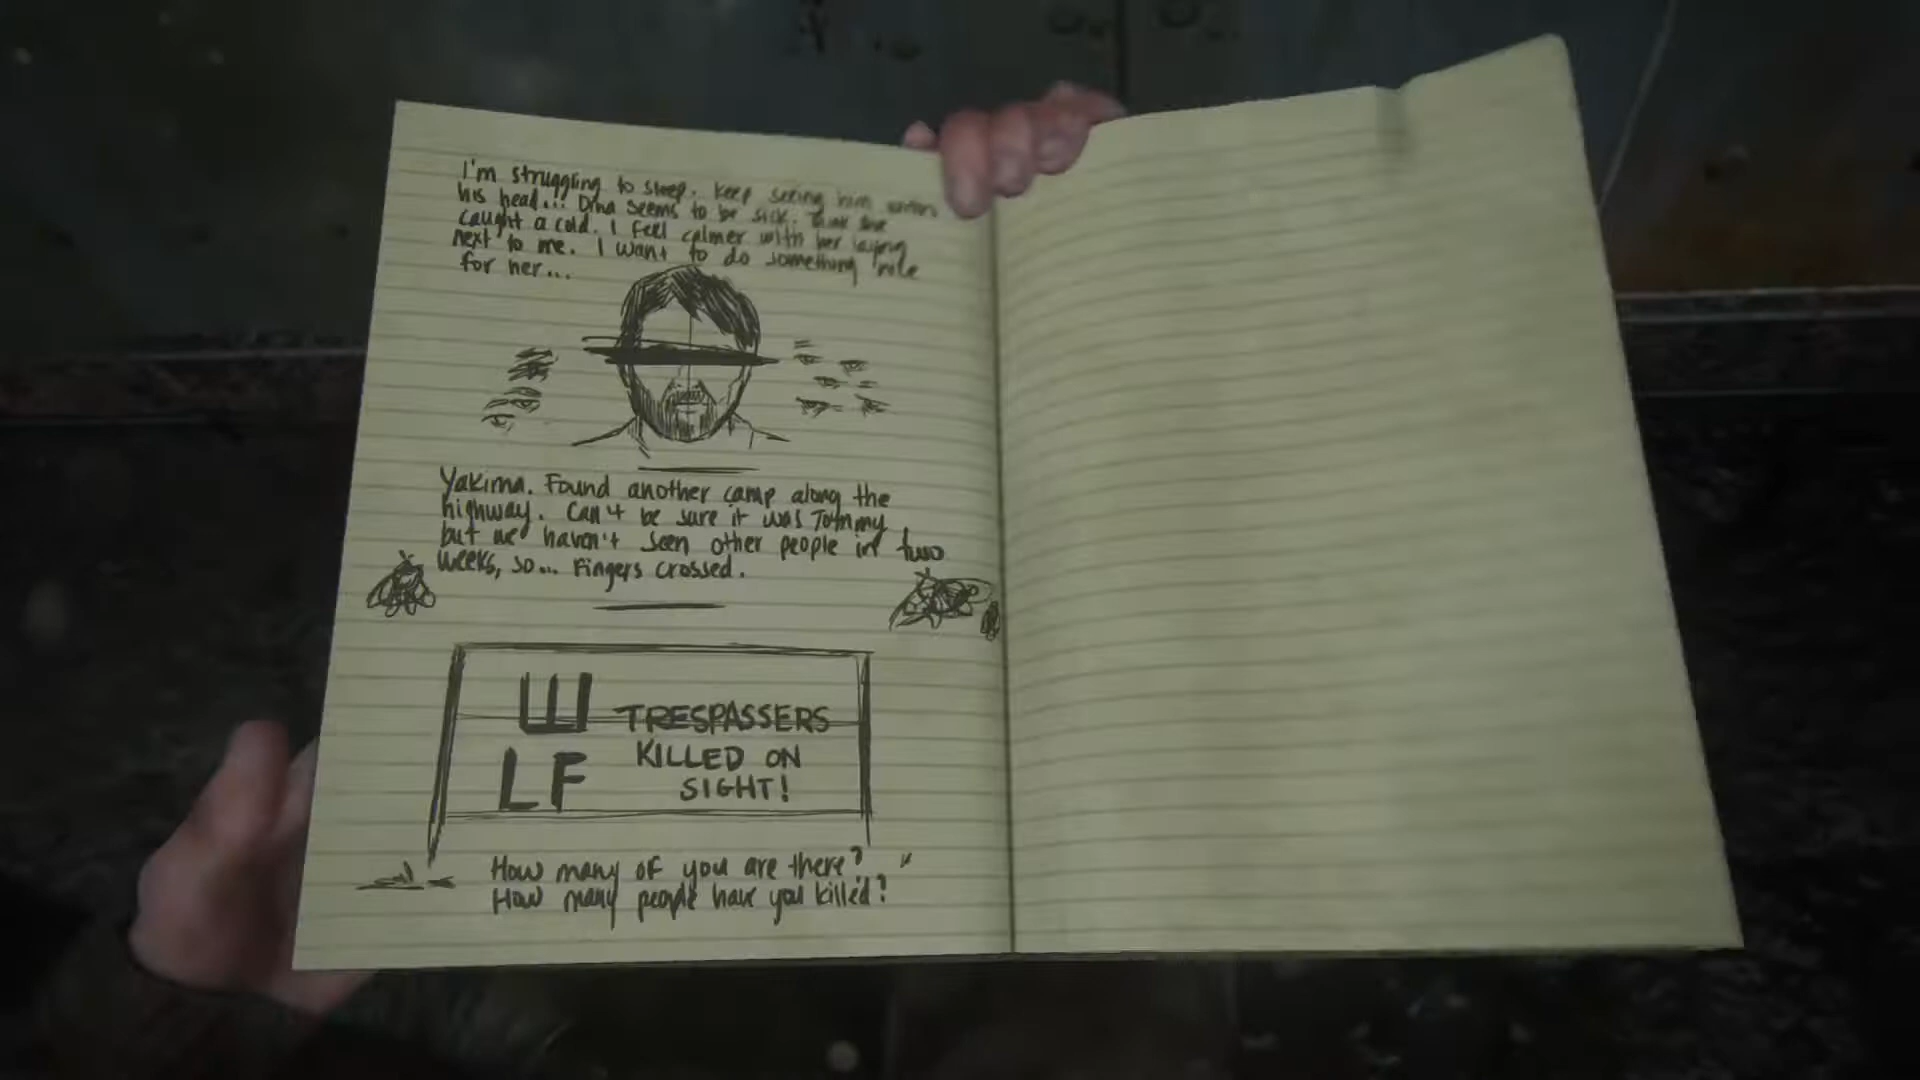 I'm struggling to sleep. Keep seeing him
his head... Dina seems to be sick. Think she
caught a cold. I feel calmer with her laying
next to me. I want to do something nice
for her...
Yakima. Found another camp along the
highway. Can't be sure it was Tommy
but we haven't seen other people in two
weeks, so... Fingers crossed.
W TRESPASSERS
LF KILLED ON
SIGHT!
How many of you are there?
How many people have you killed?